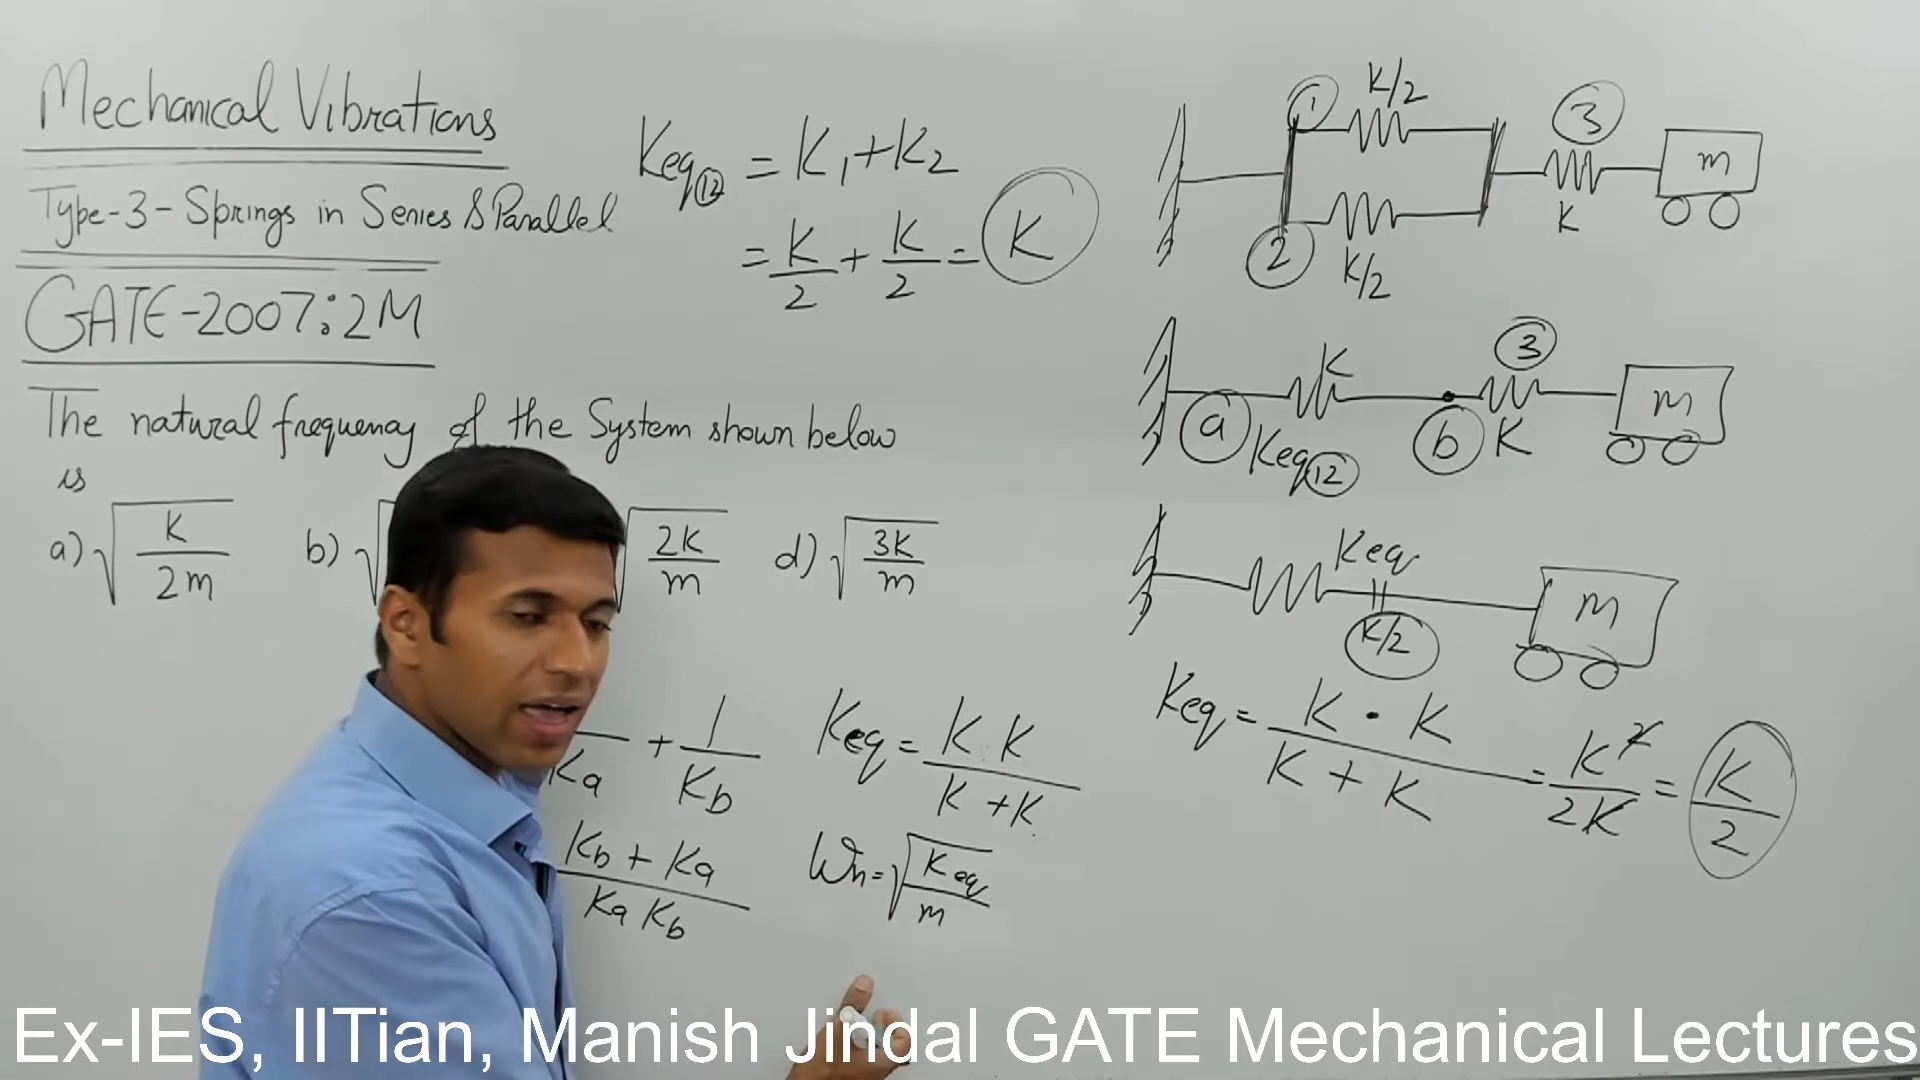 Mechanical Vibrations
Type-3-Springs in Series & Parallel
GATE-2007:2M
The natural frequency of the System shown below
is
a) √(K/2m) b) √ √(2K/m) d) √(3K/m)
Keq₁₂ = K₁+K₂
= K/2 + K/2 = K
Ka + 1/Kb
Kb + Ka / Ka Kb
Keq = K.K / K+K
Wn = √(Keq/m)
1 K/2 3 m
2 K/2 K
a K b 3 m
Keq₁₂ K
Keq m
K/2
Keq = K·K / K+K = K²/2K = K/2
Ex-IES, IITian, Manish Jindal GATE Mechanical Lectures